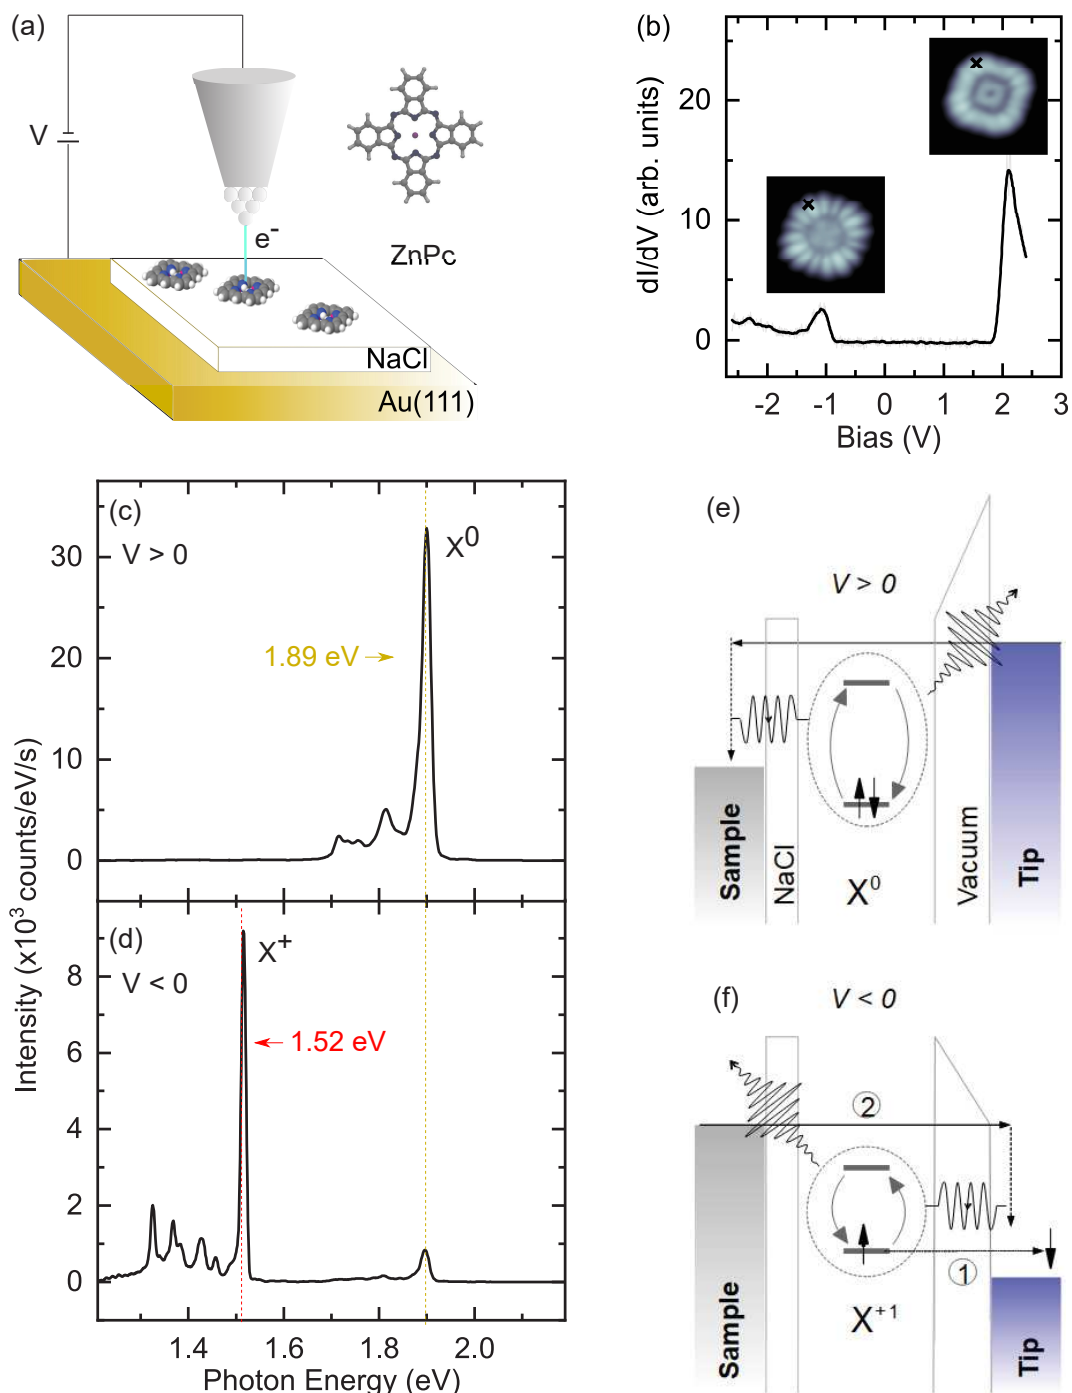 (a)
V
e-
ZnPc
NaCl
Au(111)
(b)
dI/dV (arb. units)
20
10
0
-2 -1 0 1 2 3
Bias (V)
Intensity (x10³ counts/eV/s)
(c)
V > 0
X⁰
1.89 eV
30
20
10
0
(d)
V < 0
X⁺
1.52 eV
8
6
4
2
0
1.4 1.6 1.8 2.0
Photon Energy (eV)
(e)
V > 0
Sample
NaCl
X⁰
Vacuum
Tip
(f)
V < 0
②
①
Sample
X⁺¹
Tip